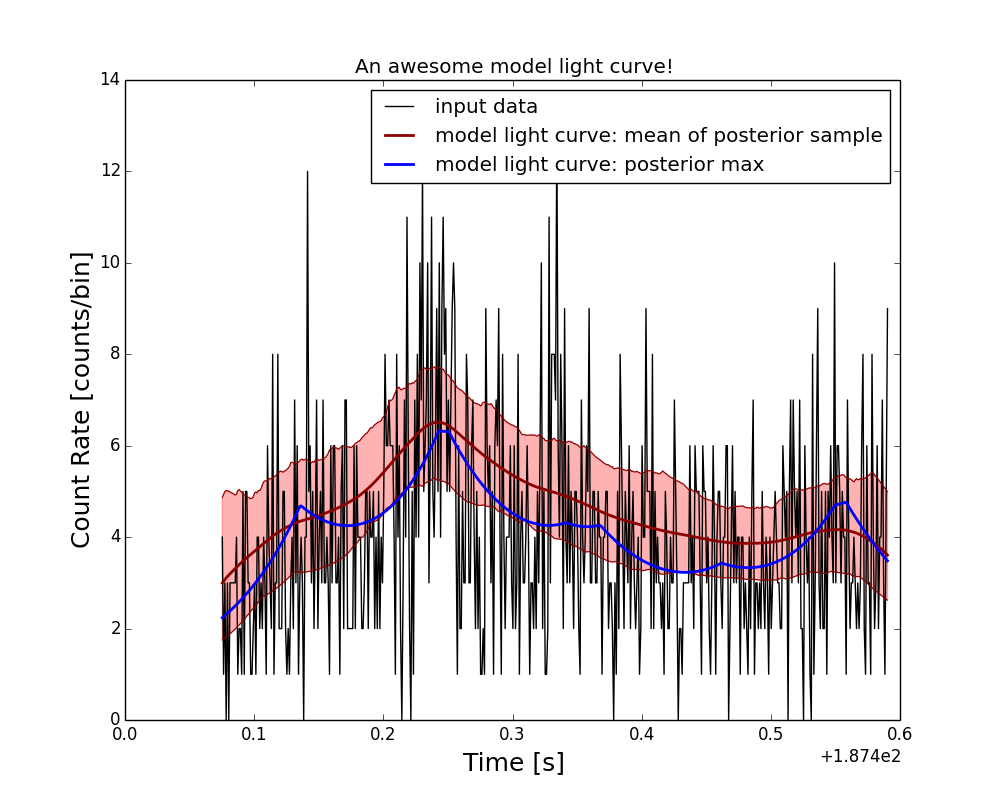 An awesome model light curve!
14
12
10
8
6
4
2
0
Count Rate [counts/bin]
input data
model light curve: mean of posterior sample
model light curve: posterior max
0.0 0.1 0.2 0.3 0.4 0.5 0.6
+1.874e2
Time [s]